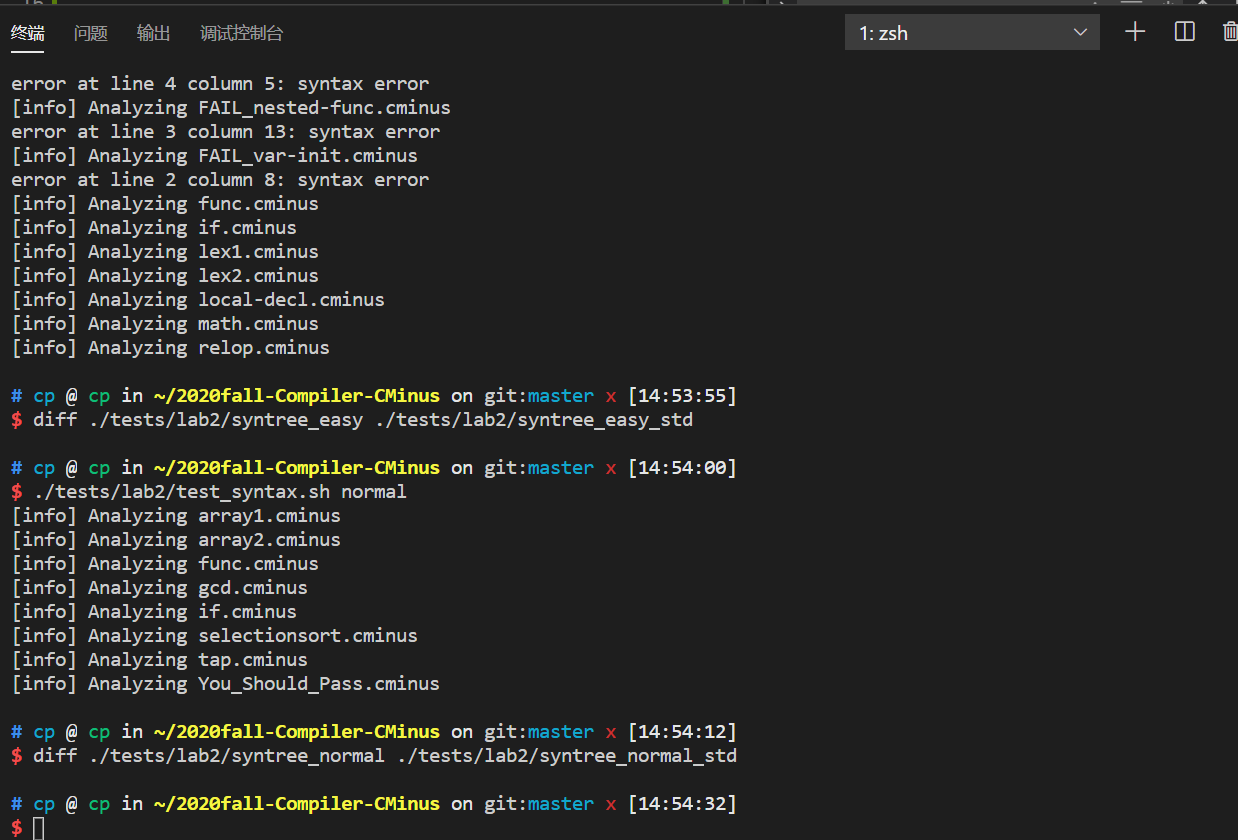 终端 问题 输出 调试控制台 1: zsh
error at line 4 column 5: syntax error
[info] Analyzing FAIL_nested-func.cminus
error at line 3 column 13: syntax error
[info] Analyzing FAIL_var-init.cminus
error at line 2 column 8: syntax error
[info] Analyzing func.cminus
[info] Analyzing if.cminus
[info] Analyzing lex1.cminus
[info] Analyzing lex2.cminus
[info] Analyzing local-decl.cminus
[info] Analyzing math.cminus
[info] Analyzing relop.cminus
# cp @ cp in ~/2020fall-Compiler-CMinus on git:master x [14:53:55]
$ diff ./tests/lab2/syntree_easy ./tests/lab2/syntree_easy_std
# cp @ cp in ~/2020fall-Compiler-CMinus on git:master x [14:54:00]
$ ./tests/lab2/test_syntax.sh normal
[info] Analyzing array1.cminus
[info] Analyzing array2.cminus
[info] Analyzing func.cminus
[info] Analyzing gcd.cminus
[info] Analyzing if.cminus
[info] Analyzing selectionsort.cminus
[info] Analyzing tap.cminus
[info] Analyzing You_Should_Pass.cminus
# cp @ cp in ~/2020fall-Compiler-CMinus on git:master x [14:54:12]
$ diff ./tests/lab2/syntree_normal ./tests/lab2/syntree_normal_std
# cp @ cp in ~/2020fall-Compiler-CMinus on git:master x [14:54:32]
$